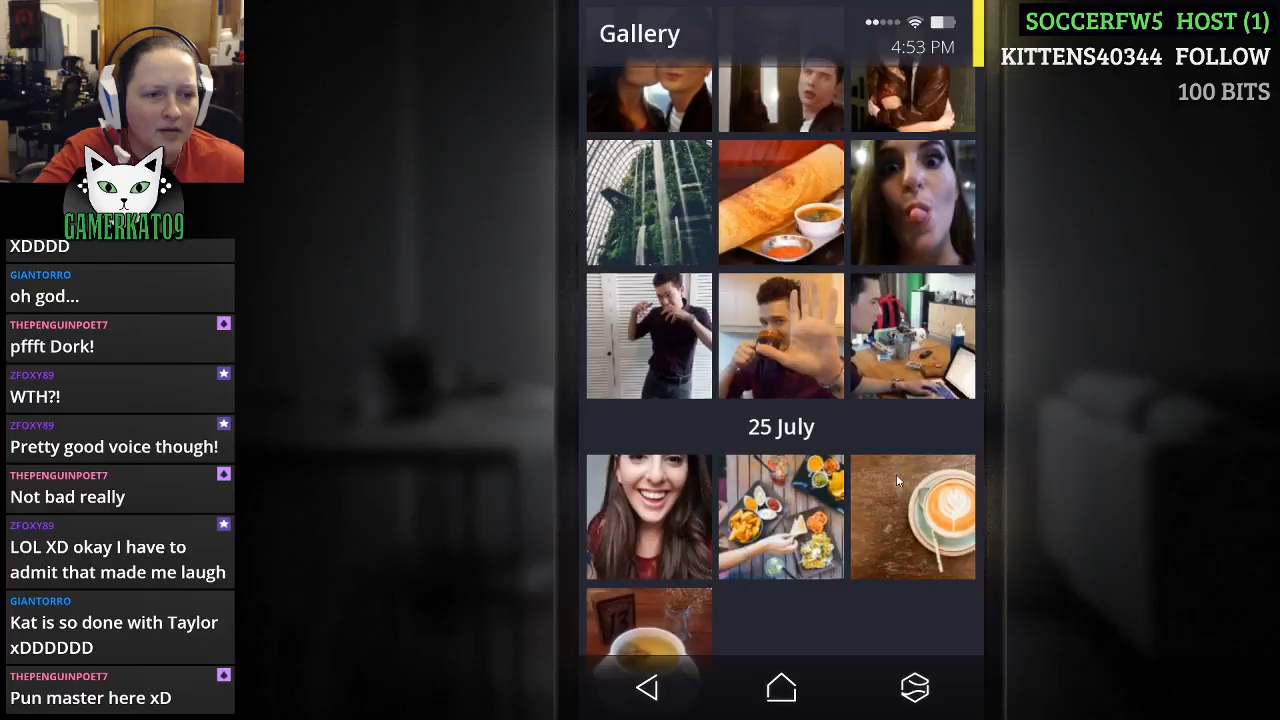 Gallery
4:53 PM
SOCCERFW5 HOST (1)
KITTENS40344 FOLLOW
100 BITS
GAMERKAT09
XDDDD
GIANTORRO
oh god...
THEPENGUINPOET7
pffft Dork!
ZFOXY89
WTH?!
ZFOXY89
Pretty good voice though!
THEPENGUINPOET7
Not bad really
ZFOXY89
LOL XD okay I have to
admit that made me laugh
GIANTORRO
Kat is so done with Taylor
xDDDDDD
THEPENGUINPOET7
Pun master here xD
25 July
13